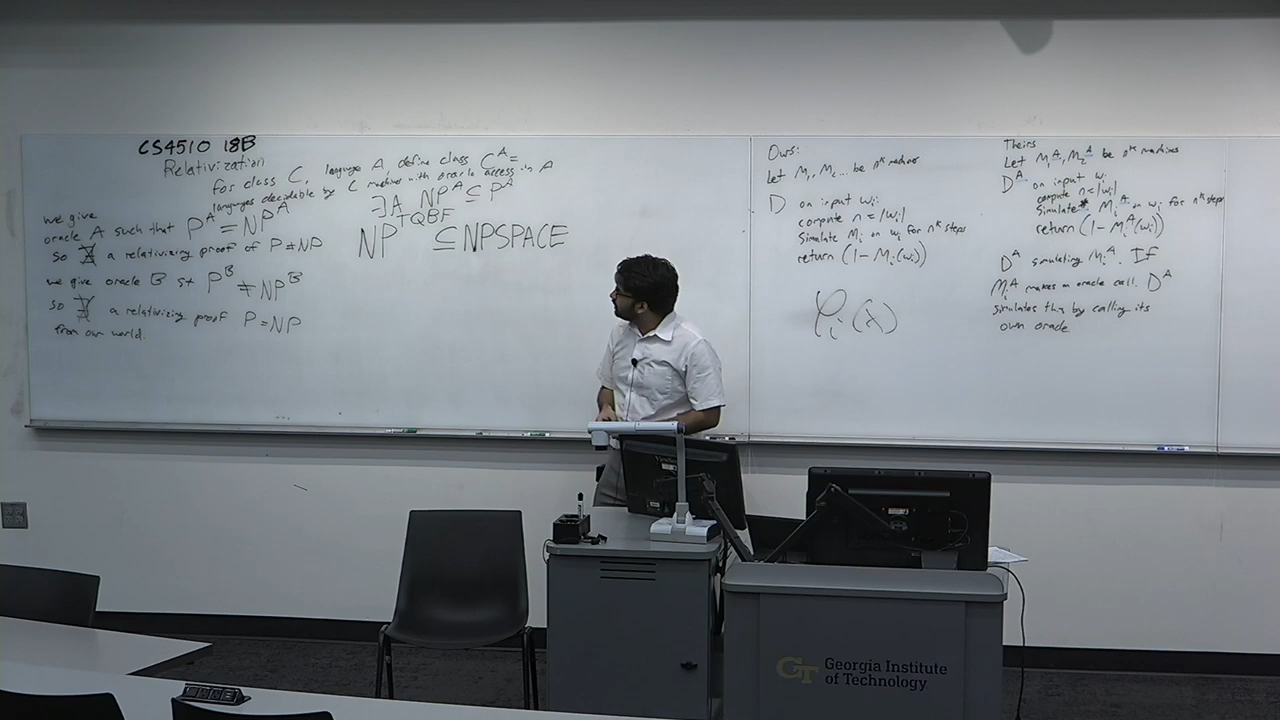 CS4510 18B
Relativization
for class C, language A, define class C^A =
languages decidable by C machine with oracle access to A
∃A NP^A ⊆ P^A
we give
oracle A such that P^A = NP^A
so ∄ a relativizing proof of P≠NP
NP^TQBF ⊆ NPSPACE
we give oracle B st P^B ≠ NP^B
so ∄ a relativizing proof P=NP
from our world.
Ours:
Let M₁, M₂... be n^k machines
D on input wᵢ:
compute n = |wᵢ|
Simulate Mᵢ on wᵢ for n^k steps
return (1 - Mᵢ(wᵢ))
φᵢ(x)
Theirs
Let M₁^A, M₂^A be n^k machines
D^A on input wᵢ
compute n = |wᵢ|
Simulate Mᵢ^A on wᵢ for n^k steps
return (1 - Mᵢ^A(wᵢ))
D^A simulating Mᵢ^A. If
Mᵢ^A makes an oracle call, D^A
simulates this by calling its
own oracle
GT Georgia Institute
of Technology